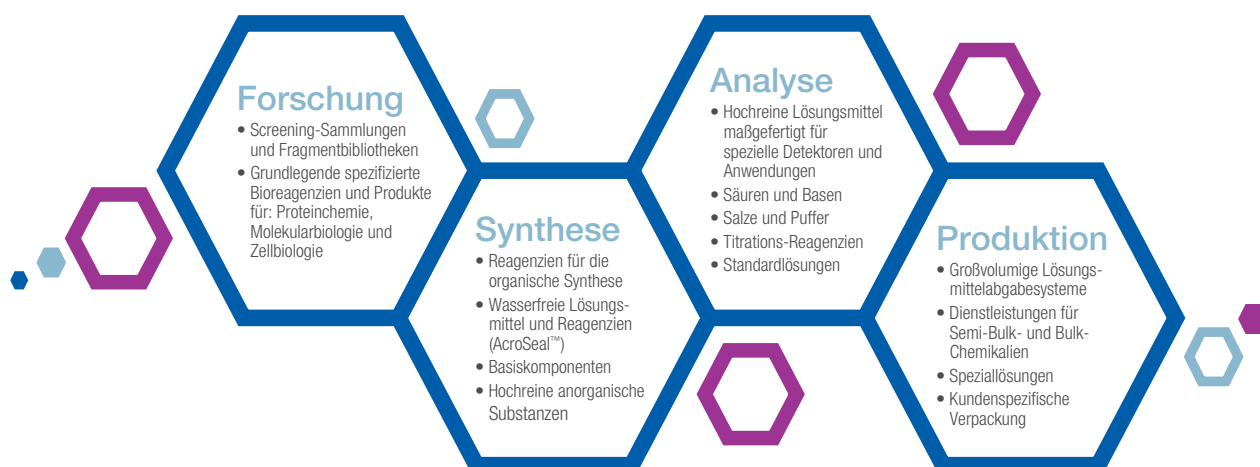 Forschung
• Screening-Sammlungen
und Fragmentbibliotheken
• Grundlegende spezifizierte
Bioreagenzien und Produkte
für: Proteinchemie,
Molekularbiologie und
Zellbiologie
Synthese
• Reagenzien für die
organische Synthese
• Wasserfreie Lösungs-
mittel und Reagenzien
(AcroSeal™)
• Basiskomponenten
• Hochreine anorganische
Substanzen
Analyse
• Hochreine Lösungsmittel
maßgefertigt für
spezielle Detektoren und
Anwendungen
• Säuren und Basen
• Salze und Puffer
• Titrations-Reagenzien
• Standardlösungen
Produktion
• Großvolumige Lösungs-
mittelabgabesysteme
• Dienstleistungen für
Semi-Bulk- und Bulk-
Chemikalien
• Speziallösungen
• Kundenspezifische
Verpackung